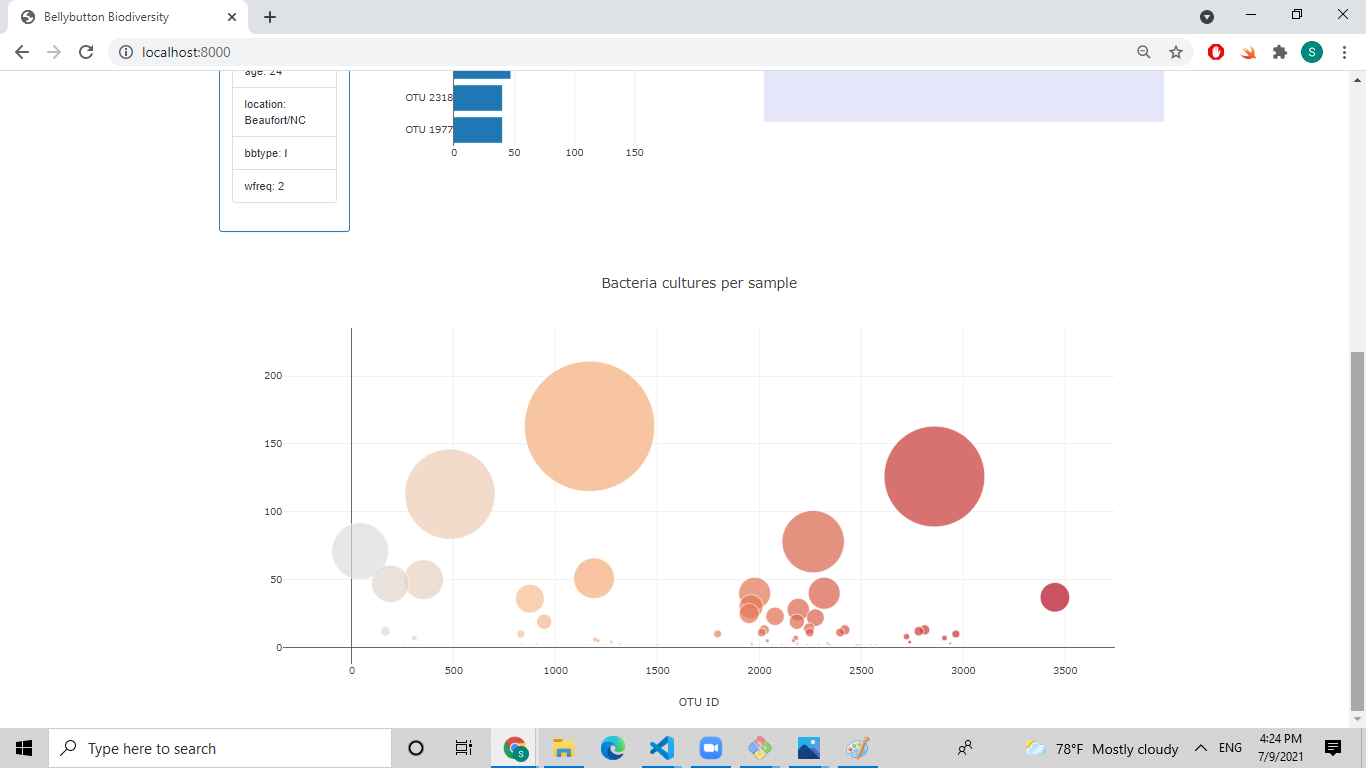 Bellybutton Biodiversity
localhost:8000
S
age: 24
location:
Beaufort/NC
bbtype: I
wfreq: 2
OTU 2318
OTU 1977
0 50 100 150
Bacteria cultures per sample
200
150
100
50
0
0 500 1000 1500 2000 2500 3000 3500
OTU ID
Type here to search
S
78°F Mostly cloudy
ENG
4:24 PM
7/9/2021